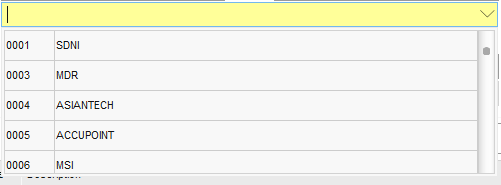 0001 SDNI
0003 MDR
0004 ASIANTECH
0005 ACCUPOINT
0006 MSI